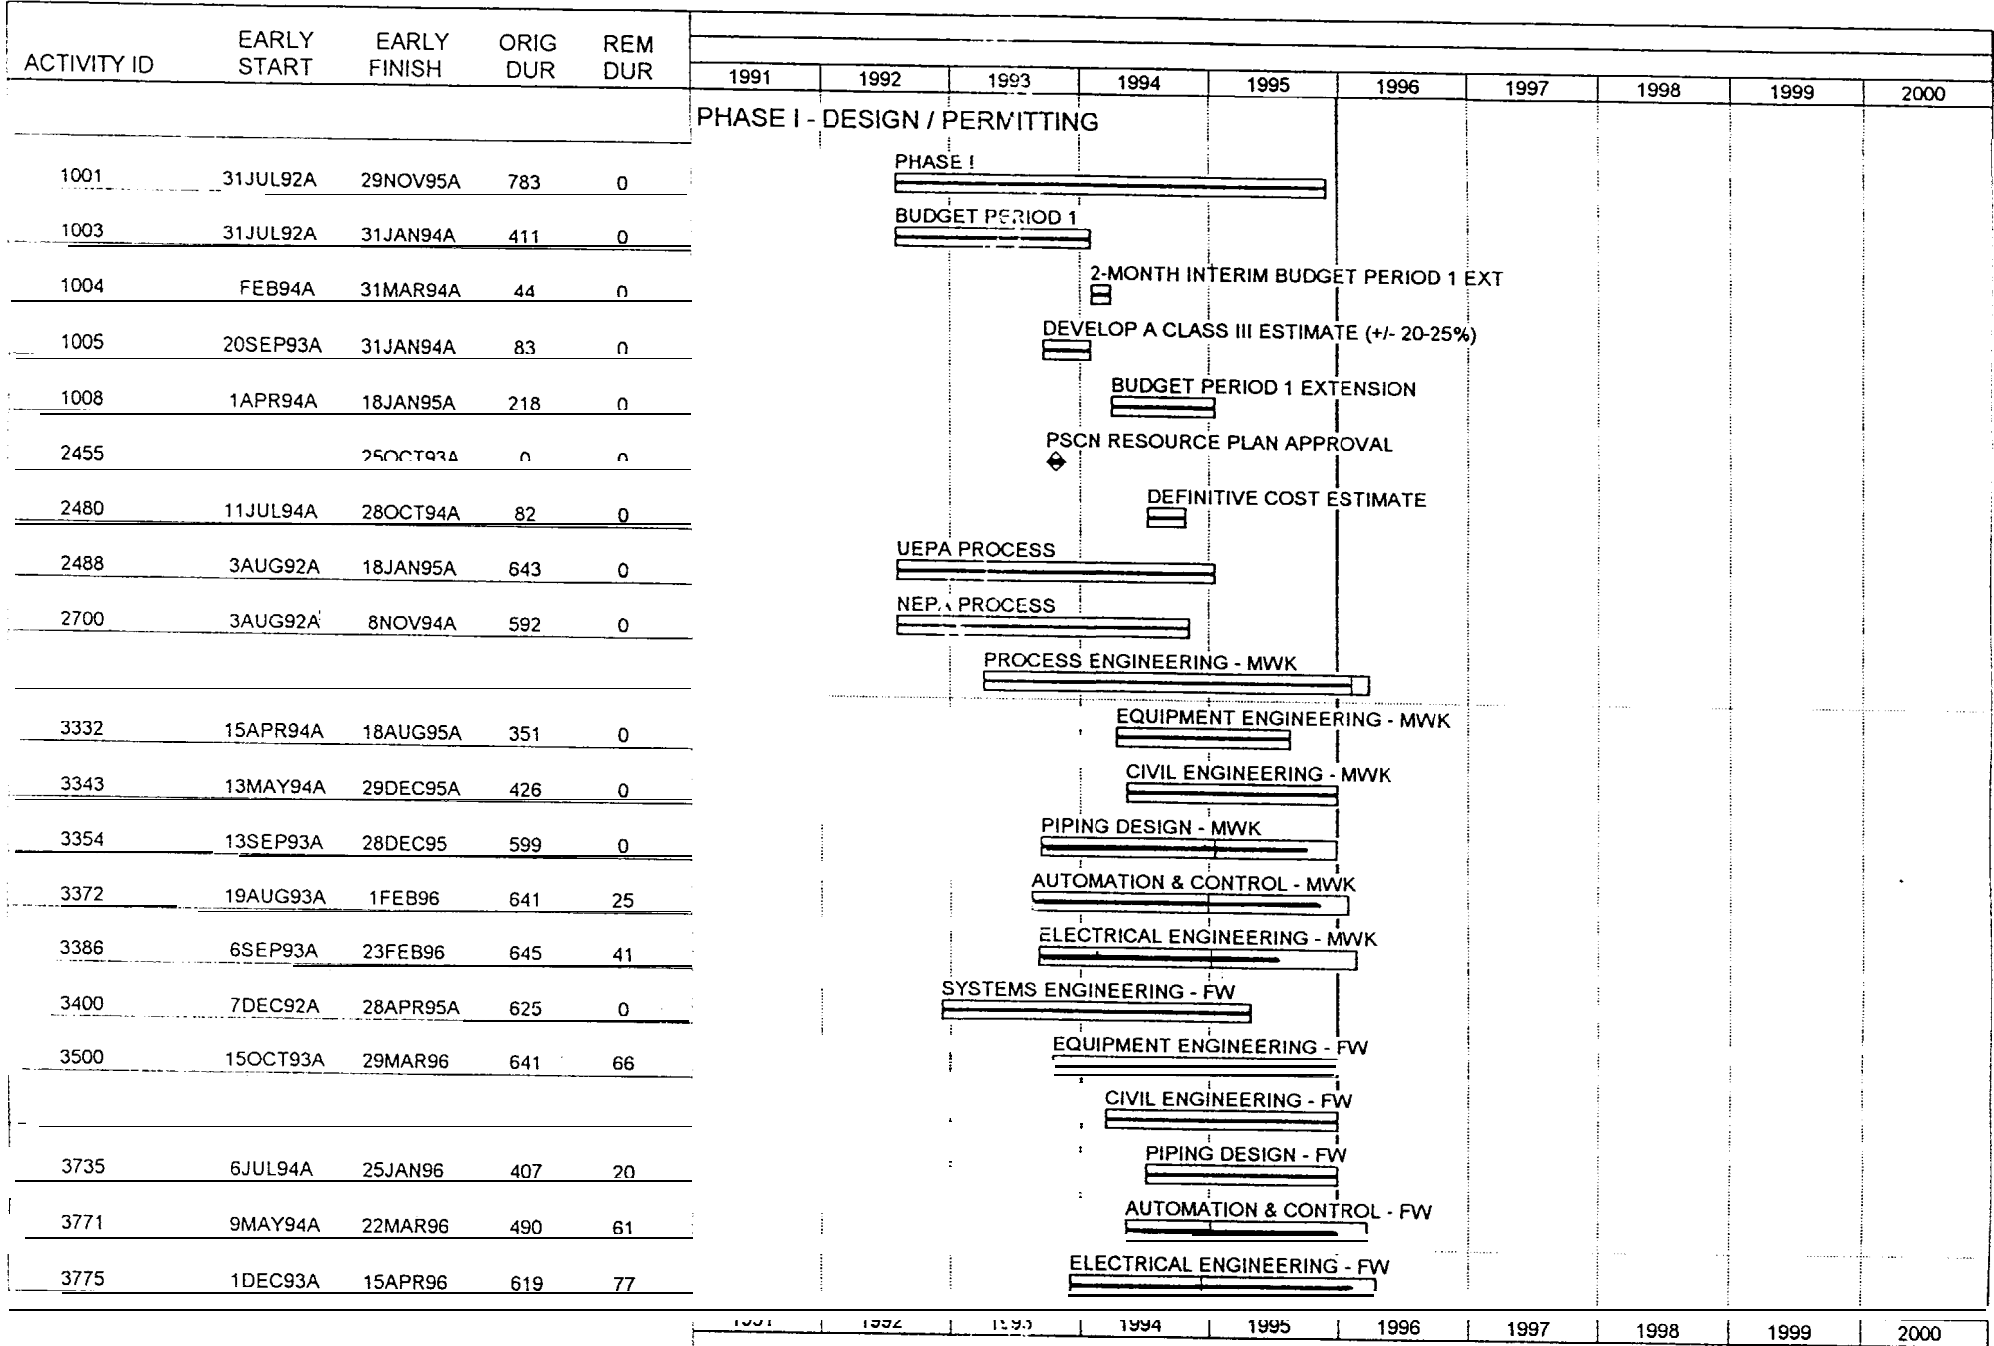 EARLY EARLY ORIG REM
ACTIVITY ID START FINISH DUR DUR
1991 1992 1993 1994 1995 1996 1997 1998 1999 2000
PHASE I - DESIGN / PERMITTING
PHASE I
1001 31JUL92A 29NOV95A 783 0
BUDGET PERIOD 1
1003 31JUL92A 31JAN94A 411 0
2-MONTH INTERIM BUDGET PERIOD 1 EXT
1004 FEB94A 31MAR94A 44 0
DEVELOP A CLASS III ESTIMATE (+/- 20-25%)
1005 20SEP93A 31JAN94A 83 0
BUDGET PERIOD 1 EXTENSION
1008 1APR94A 18JAN95A 218 0
PSCN RESOURCE PLAN APPROVAL
2455 25OCT93A 0 0
DEFINITIVE COST ESTIMATE
2480 11JUL94A 28OCT94A 82 0
UEPA PROCESS
2488 3AUG92A 18JAN95A 643 0
NEPA PROCESS
2700 3AUG92A 8NOV94A 592 0
PROCESS ENGINEERING - MWK
EQUIPMENT ENGINEERING - MWK
3332 15APR94A 18AUG95A 351 0
CIVIL ENGINEERING - MWK
3343 13MAY94A 29DEC95A 426 0
PIPING DESIGN - MWK
3354 13SEP93A 28DEC95 599 0
AUTOMATION & CONTROL - MWK
3372 19AUG93A 1FEB96 641 25
ELECTRICAL ENGINEERING - MWK
3386 6SEP93A 23FEB96 645 41
SYSTEMS ENGINEERING - FW
3400 7DEC92A 28APR95A 625 0
EQUIPMENT ENGINEERING - FW
3500 15OCT93A 29MAR96 641 66
CIVIL ENGINEERING - FW
PIPING DESIGN - FW
3735 6JUL94A 25JAN96 407 20
AUTOMATION & CONTROL - FW
3771 9MAY94A 22MAR96 490 61
ELECTRICAL ENGINEERING - FW
3775 1DEC93A 15APR96 619 77
1991 1992 1993 1994 1995 1996 1997 1998 1999 2000